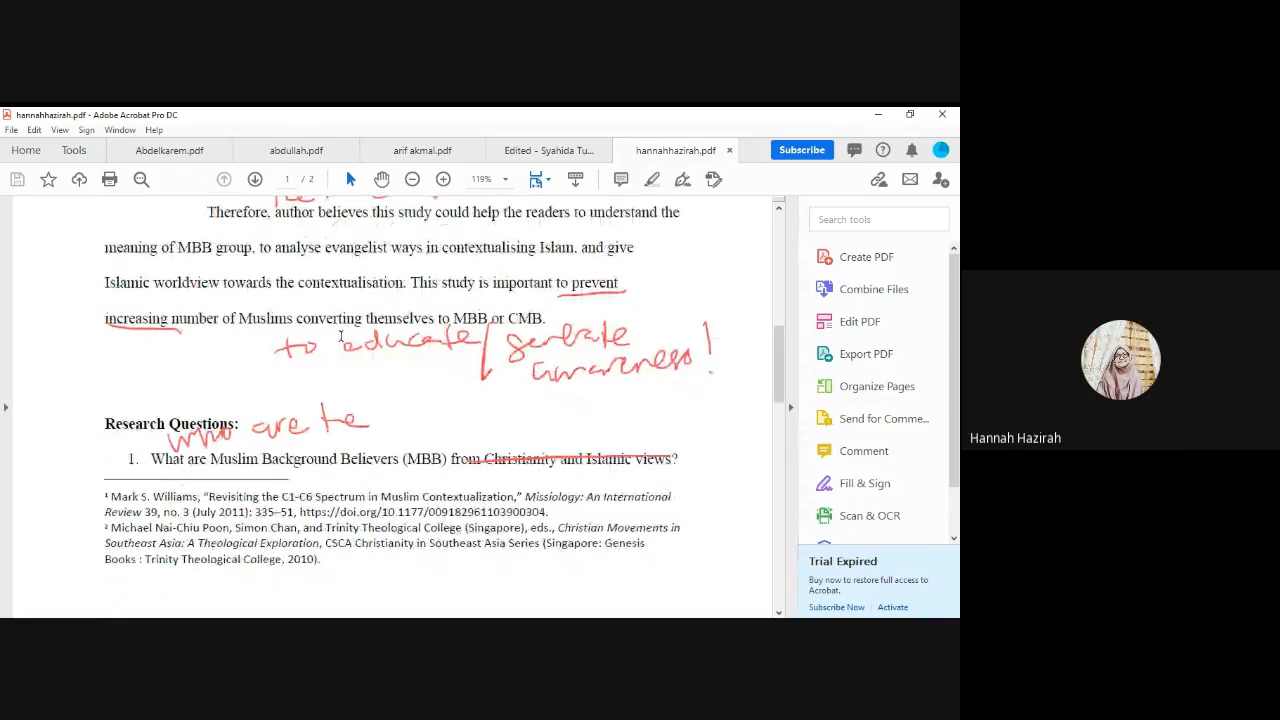 hannahhazirah.pdf - Adobe Acrobat Pro DC
File Edit View Sign Window Help
Home Tools Abdelkarem.pdf abdullah.pdf arif akmal.pdf Edited - Syahida Tu... hannahhazirah.pdf × Subscribe
1 / 2 119%
Therefore, author believes this study could help the readers to understand the
meaning of MBB group, to analyse evangelist ways in contextualising Islam, and give
Islamic worldview towards the contextualisation. This study is important to prevent
increasing number of Muslims converting themselves to MBB or CMB.
to educate / generate
awareness!
Research Questions:
who are te
1. What are Muslim Background Believers (MBB) from Christianity and Islamic views?
1 Mark S. Williams, “Revisiting the C1-C6 Spectrum in Muslim Contextualization,” Missiology: An International
Review 39, no. 3 (July 2011): 335–51, https://doi.org/10.1177/009182961103900304.
2 Michael Nai-Chiu Poon, Simon Chan, and Trinity Theological College (Singapore), eds., Christian Movements in
Southeast Asia: A Theological Exploration, CSCA Christianity in Southeast Asia Series (Singapore: Genesis
Books : Trinity Theological College, 2010).
Search tools
Create PDF
Combine Files
Edit PDF
Export PDF
Organize Pages
Send for Comme...
Comment
Fill & Sign
Scan & OCR
Trial Expired
Buy now to restore full access to
Acrobat.
Subscribe Now Activate
Hannah Hazirah